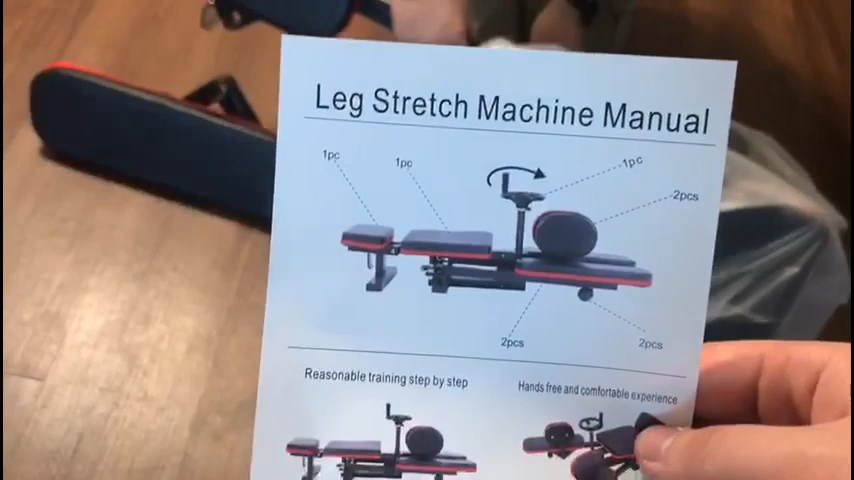 Leg Stretch Machine Manual
1pc
1pc
1pc
2pcs
2pcs
2pcs
Reasonable training step by step
Hands free and comfortable experience